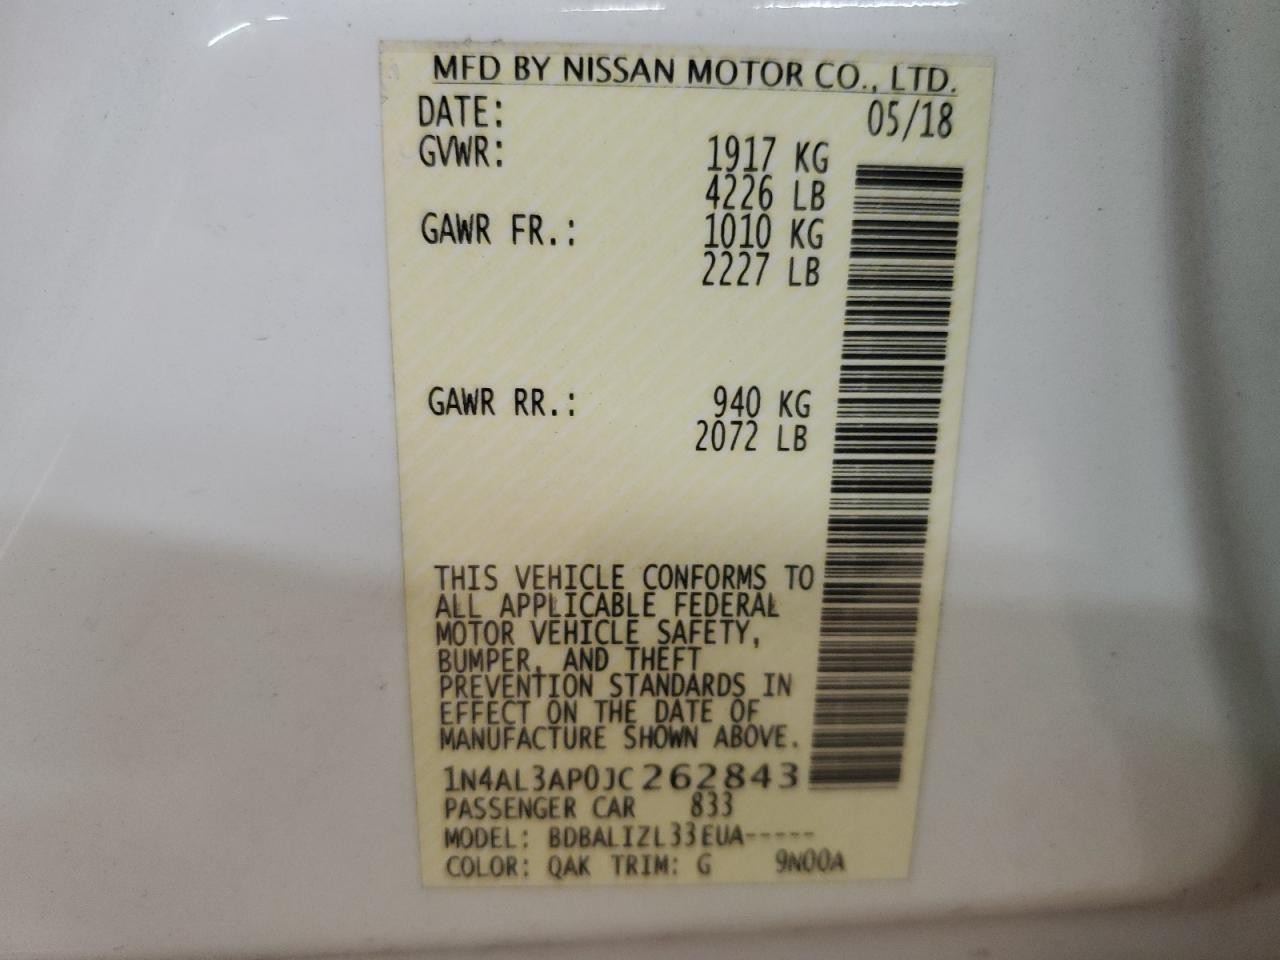 MFD BY NISSAN MOTOR CO., LTD.
DATE: 05/18
GVWR: 1917 KG
4226 LB
GAWR FR.: 1010 KG
2227 LB
GAWR RR.: 940 KG
2072 LB
THIS VEHICLE CONFORMS TO
ALL APPLICABLE FEDERAL
MOTOR VEHICLE SAFETY,
BUMPER, AND THEFT
PREVENTION STANDARDS IN
EFFECT ON THE DATE OF
MANUFACTURE SHOWN ABOVE.
1N4AL3AP0JC262843
PASSENGER CAR 833
MODEL: BDBALIZL33EUA-----
COLOR: QAK TRIM: G 9N00A